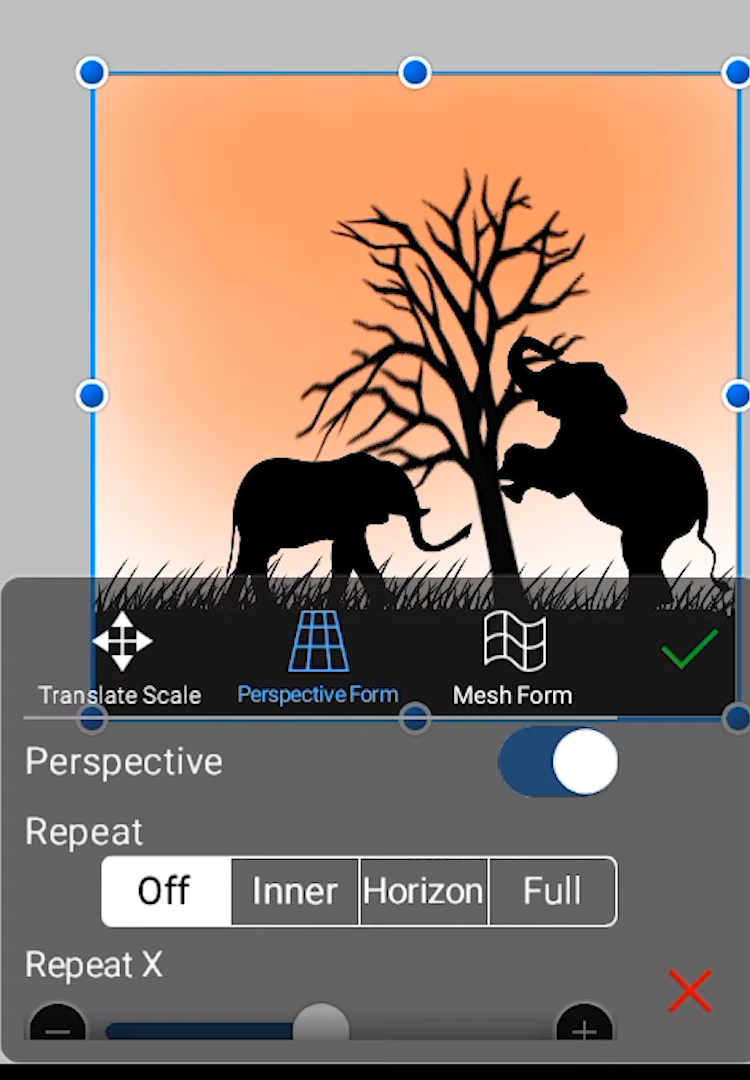 Translate Scale Perspective Form Mesh Form
Perspective
Repeat
Off Inner Horizon Full
Repeat X